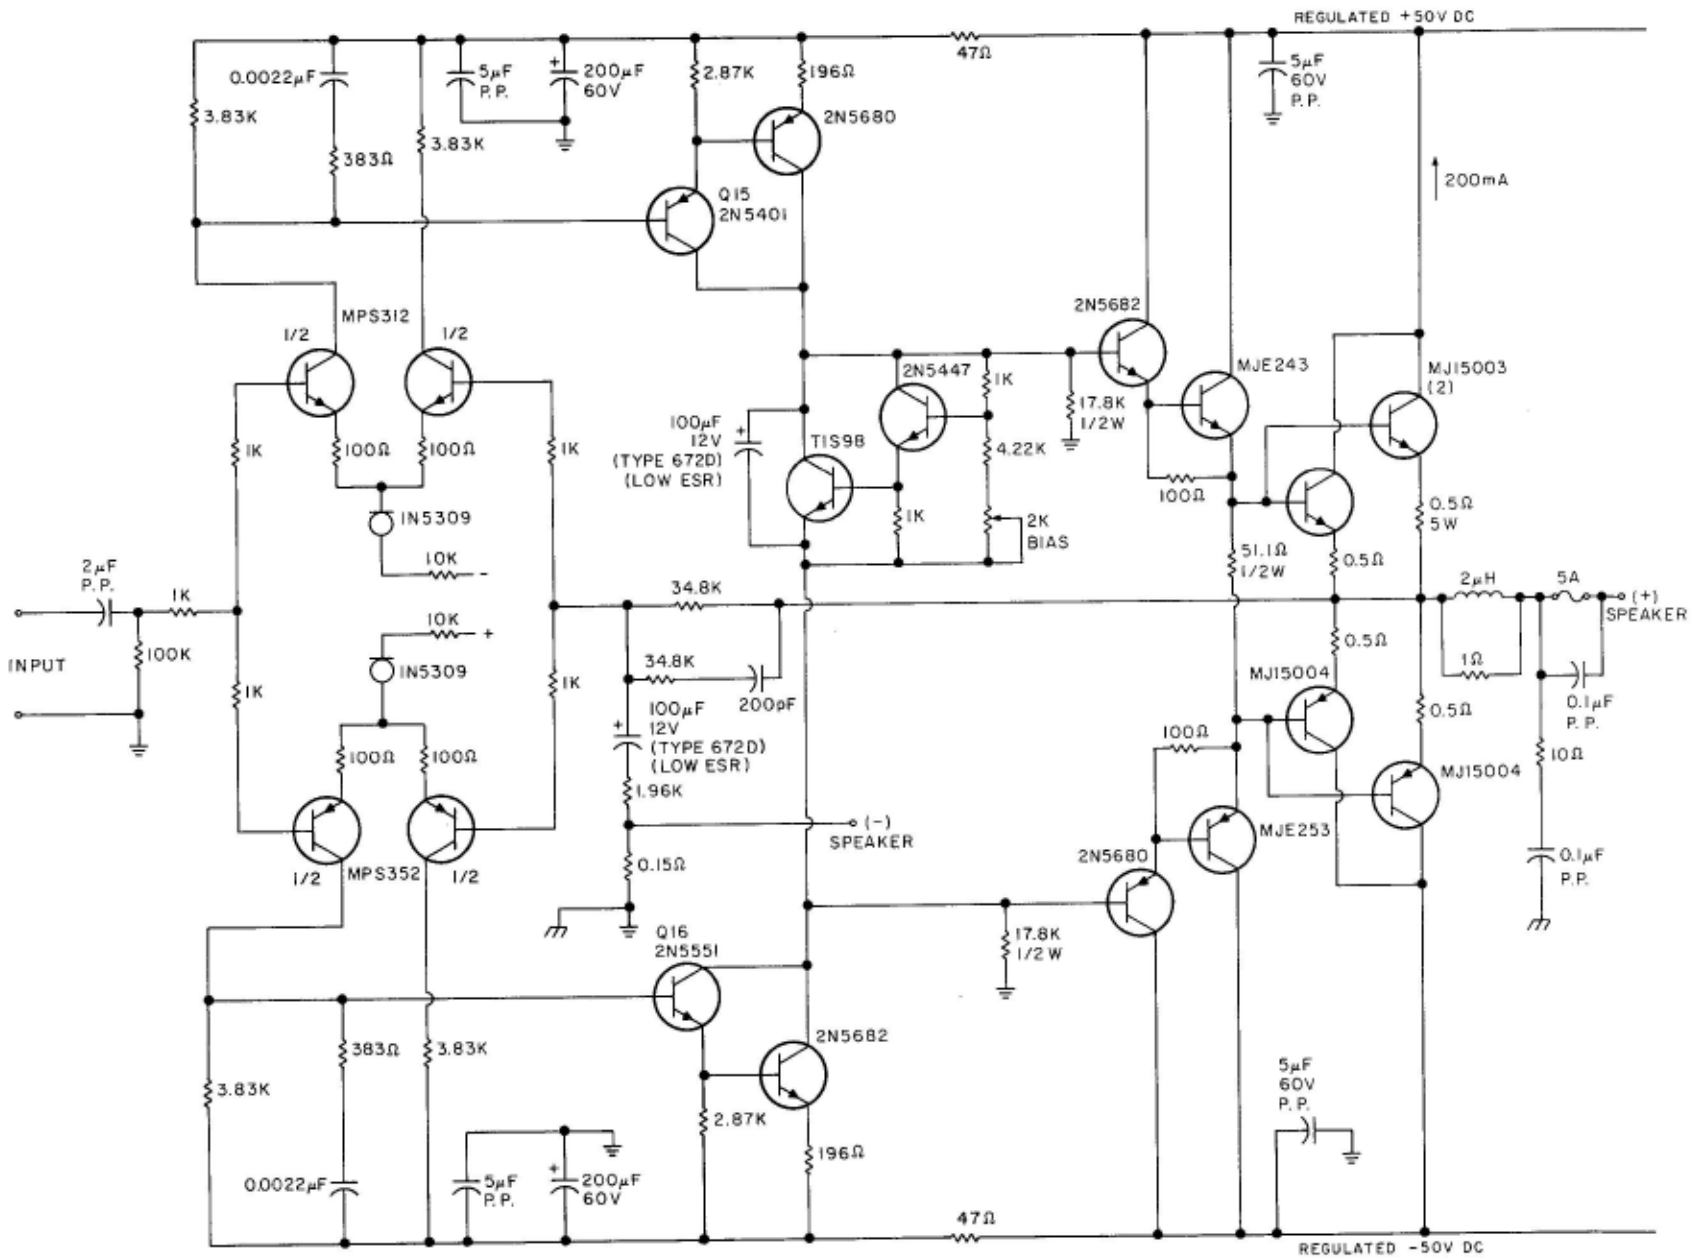 REGULATED +50V DC
47Ω
0.0022µF
5µF
P.P.
+
200µF
60V
2.87K
196Ω
5µF
60V
P.P.
3.83K
2N5680
383Ω
3.83K
Q15
2N5401
200mA
MPS312
1/2
1/2
2N5682
2N5447
1K
MJE243
MJ15003
(2)
17.8K
1/2W
100µF
12V
(TYPE 672D)
(LOW ESR)
+
TIS98
4.22K
1K
100Ω
100Ω
1K
100Ω
0.5Ω
5W
1N5309
1K
2K
BIAS
51.1Ω
1/2W
0.5Ω
10K
-
2µF
P.P.
1K
34.8K
2µH
5A
(+)
SPEAKER
10K
+
INPUT
100K
1N5309
34.8K
0.5Ω
1Ω
1K
1K
200pF
MJ15004
0.1µF
P.P.
+
100µF
12V
(TYPE 672D)
(LOW ESR)
0.5Ω
100Ω
100Ω
100Ω
10Ω
1.96K
MJ15004
(-)
SPEAKER
MJE253
0.15Ω
2N5680
0.1µF
P.P.
1/2
MPS352
1/2
Q16
2N5551
17.8K
1/2W
383Ω
3.83K
2N5682
3.83K
2.87K
5µF
60V
P.P.
196Ω
0.0022µF
5µF
P.P.
+
200µF
60V
47Ω
REGULATED -50V DC